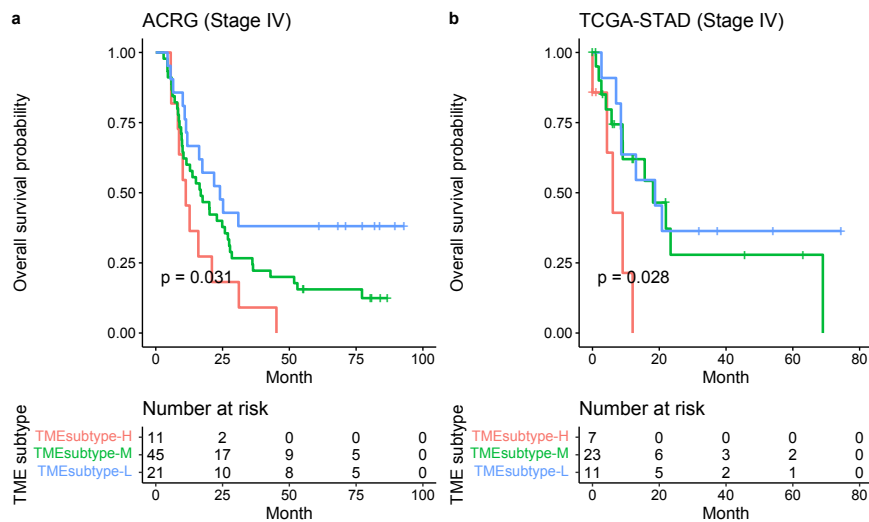 a
ACRG (Stage IV)
Overall survival probability
1.00
0.75
0.50
0.25
0.00
p = 0.031
0 25 50 75 100
Month
Number at risk
TME subtype
TMEsubtype-H 11 2 0 0 0
TMEsubtype-M 45 17 9 5 0
TMEsubtype-L 21 10 8 5 0
0 25 50 75 100
Month
b
TCGA-STAD (Stage IV)
Overall survival probability
1.00
0.75
0.50
0.25
0.00
p = 0.028
0 20 40 60 80
Month
Number at risk
TME subtype
TMEsubtype-H 7 0 0 0 0
TMEsubtype-M 23 6 3 2 0
TMEsubtype-L 11 5 2 1 0
0 20 40 60 80
Month